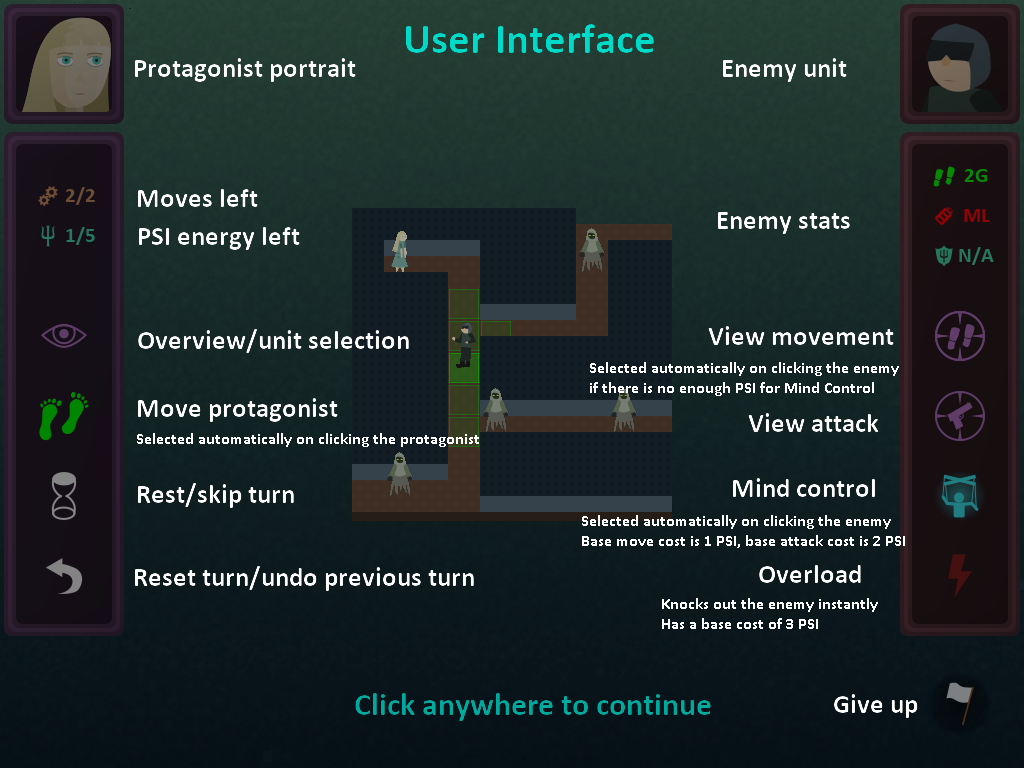 User Interface
Protagonist portrait
Enemy unit
2/2
Moves left
2G
PSI energy left
1/5
Enemy stats
ML
N/A
Overview/unit selection
View movement
Selected automatically on clicking the enemy
if there is no enough PSI for Mind Control
Move protagonist
Selected automatically on clicking the protagonist
View attack
Rest/skip turn
Mind control
Selected automatically on clicking the enemy
Base move cost is 1 PSI, base attack cost is 2 PSI
Reset turn/undo previous turn
Overload
Knocks out the enemy instantly
Has a base cost of 3 PSI
Click anywhere to continue
Give up